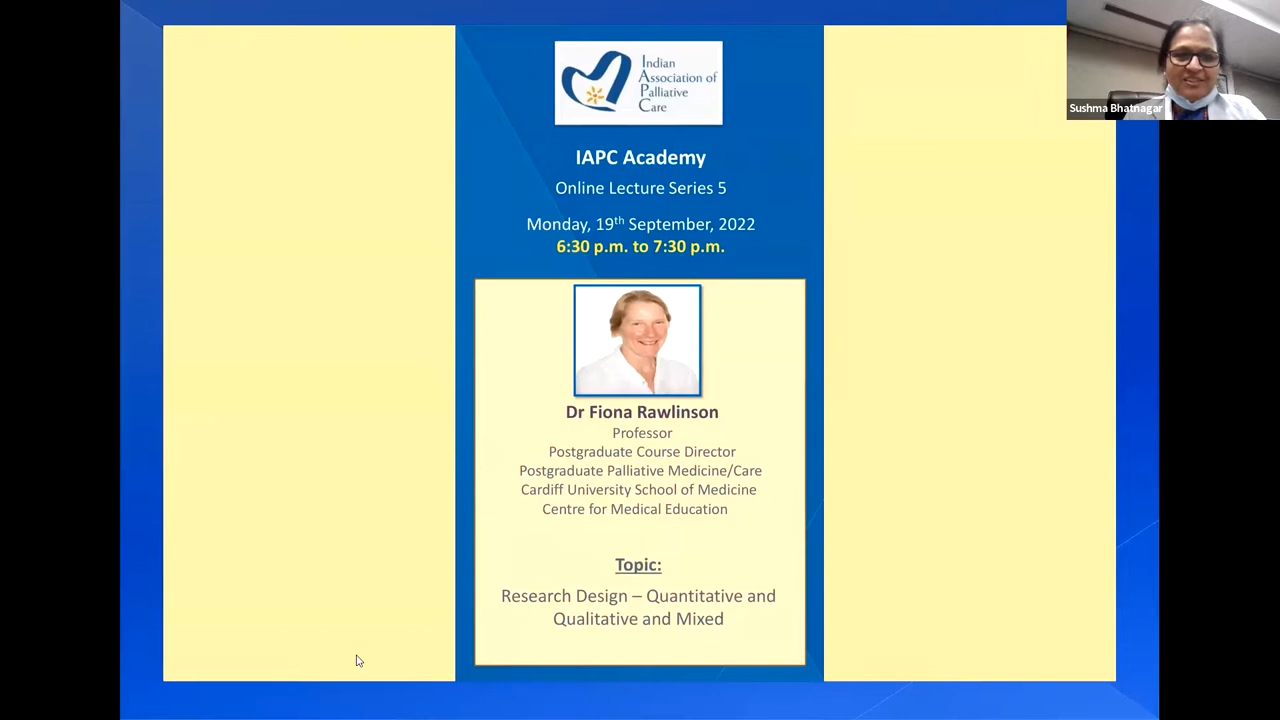 Indian
Association of
Palliative
Care
Sushma Bhatnagar
IAPC Academy
Online Lecture Series 5
Monday, 19th September, 2022
6:30 p.m. to 7:30 p.m.
Dr Fiona Rawlinson
Professor
Postgraduate Course Director
Postgraduate Palliative Medicine/Care
Cardiff University School of Medicine
Centre for Medical Education
Topic:
Research Design – Quantitative and
Qualitative and Mixed